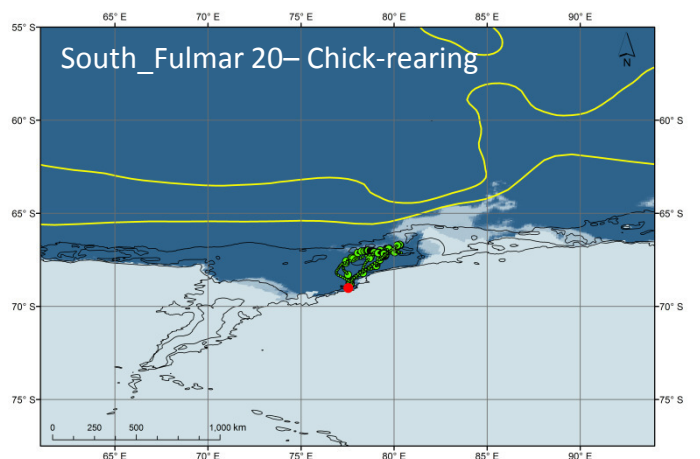 65° E 70° E 75° E 80° E 85° E 90° E
55° S
South_Fulmar 20– Chick-rearing
N
60° S 60° S
65° S 65° S
70° S 70° S
75° S 75° S
0 250 500 1,000 km
65° E 70° E 75° E 80° E 85° E 90° E